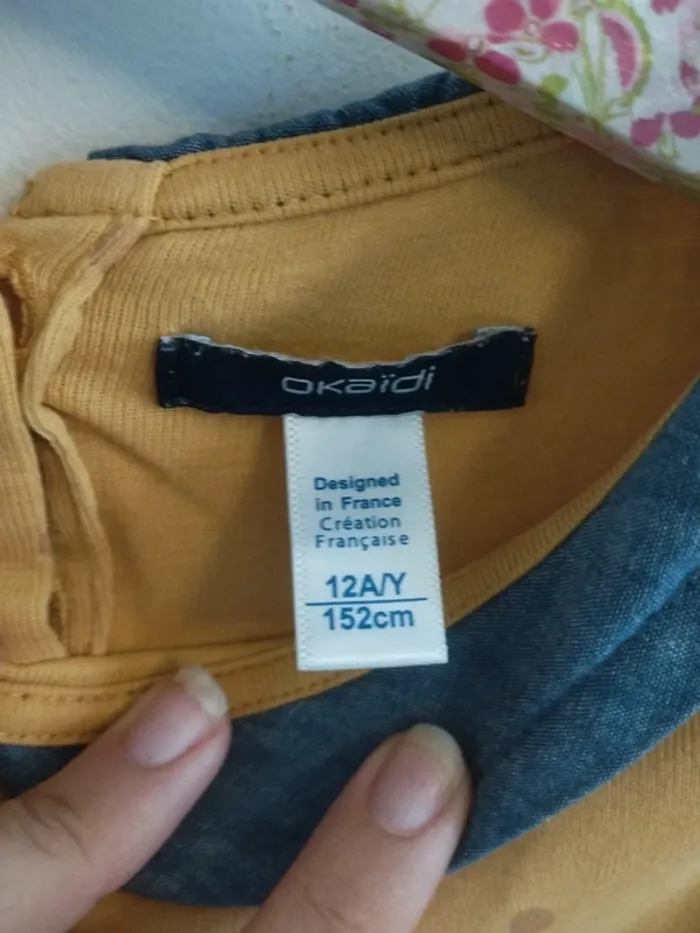 okaïdi
Designed
in France
Création
Française
12A/Y
152cm